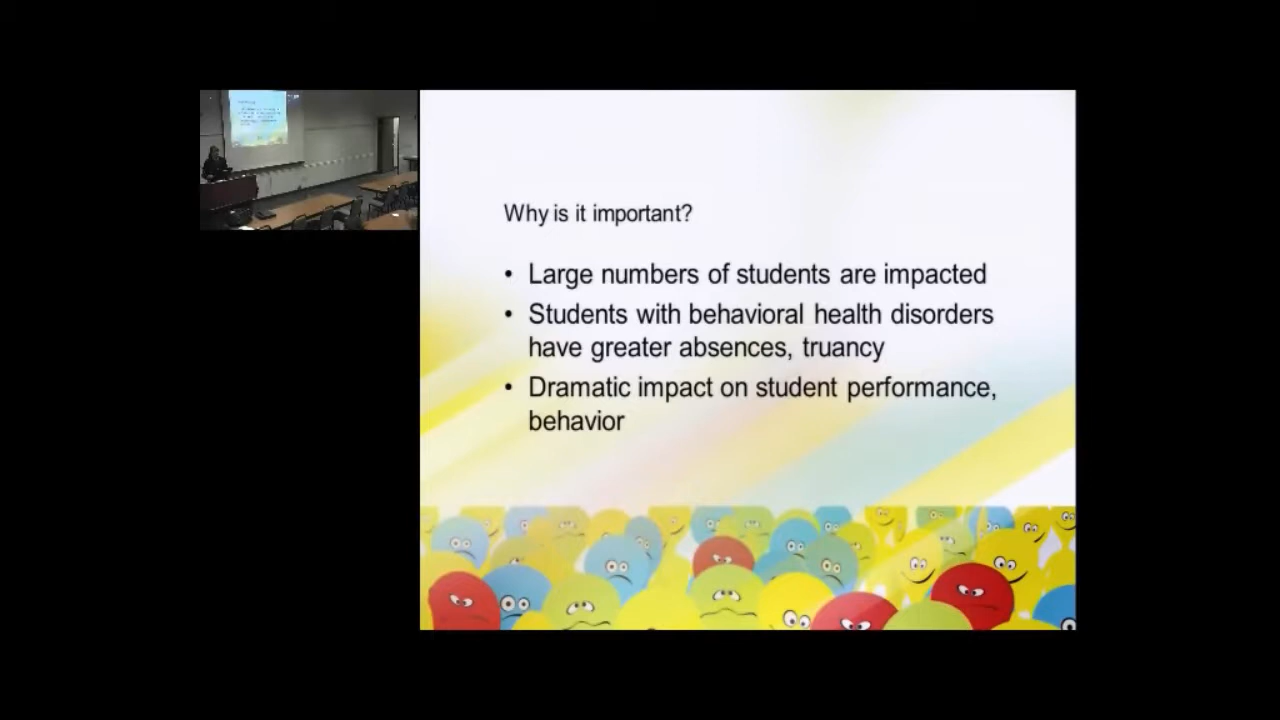 Why is it important?
• Large numbers of students are impacted
• Students with behavioral health disorders
have greater absences, truancy
• Dramatic impact on student performance,
behavior